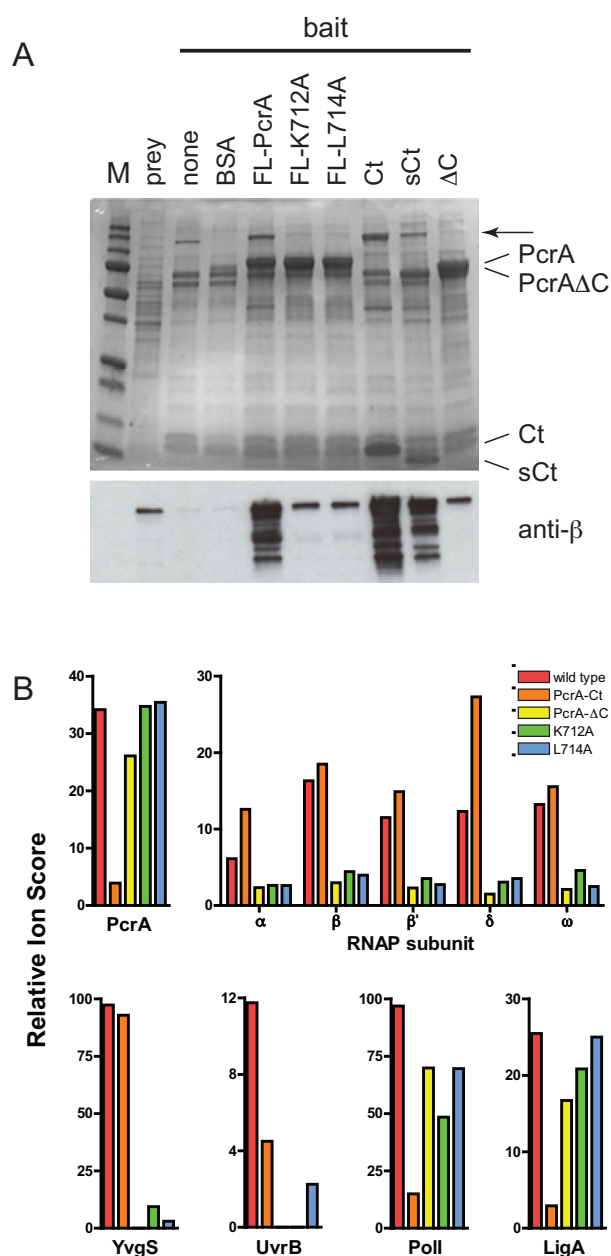 A
bait
M
prey
none
BSA
FL-PcrA
FL-K712A
FL-L714A
Ct
sCt
ΔC
PcrA
PcrAΔC
Ct
sCt
anti-β
B
Relative Ion Score
40
30
20
10
0
PcrA
30
20
10
0
α
β
β'
δ
ω
RNAP subunit
wild type
PcrA-Ct
PcrA-ΔC
K712A
L714A
100
75
50
25
0
YvgS
12
8
4
0
UvrB
100
75
50
25
0
PolI
30
20
10
0
LigA